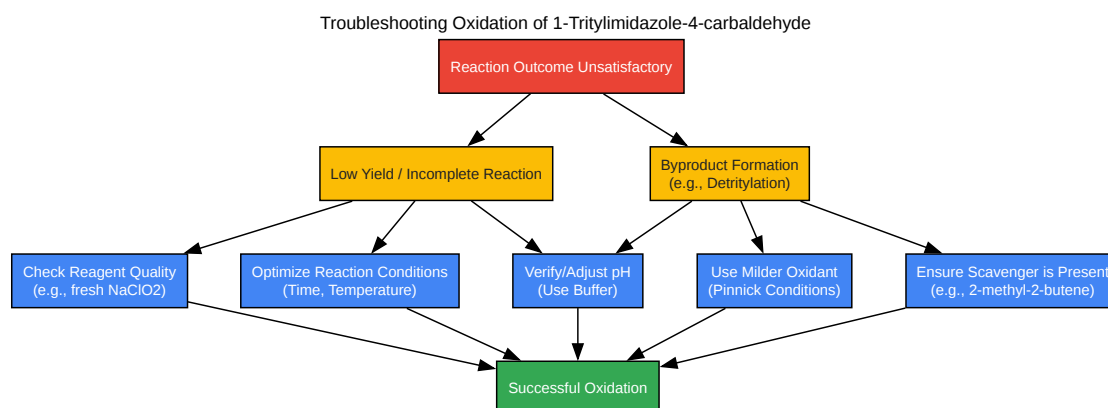 Troubleshooting Oxidation of 1-Tritylimidazole-4-carbaldehyde
Reaction Outcome Unsatisfactory
Low Yield / Incomplete Reaction
Byproduct Formation
(e.g., Detritylation)
Check Reagent Quality
(e.g., fresh NaClO2)
Optimize Reaction Conditions
(Time, Temperature)
Verify/Adjust pH
(Use Buffer)
Use Milder Oxidant
(Pinnick Conditions)
Ensure Scavenger is Present
(e.g., 2-methyl-2-butene)
Successful Oxidation